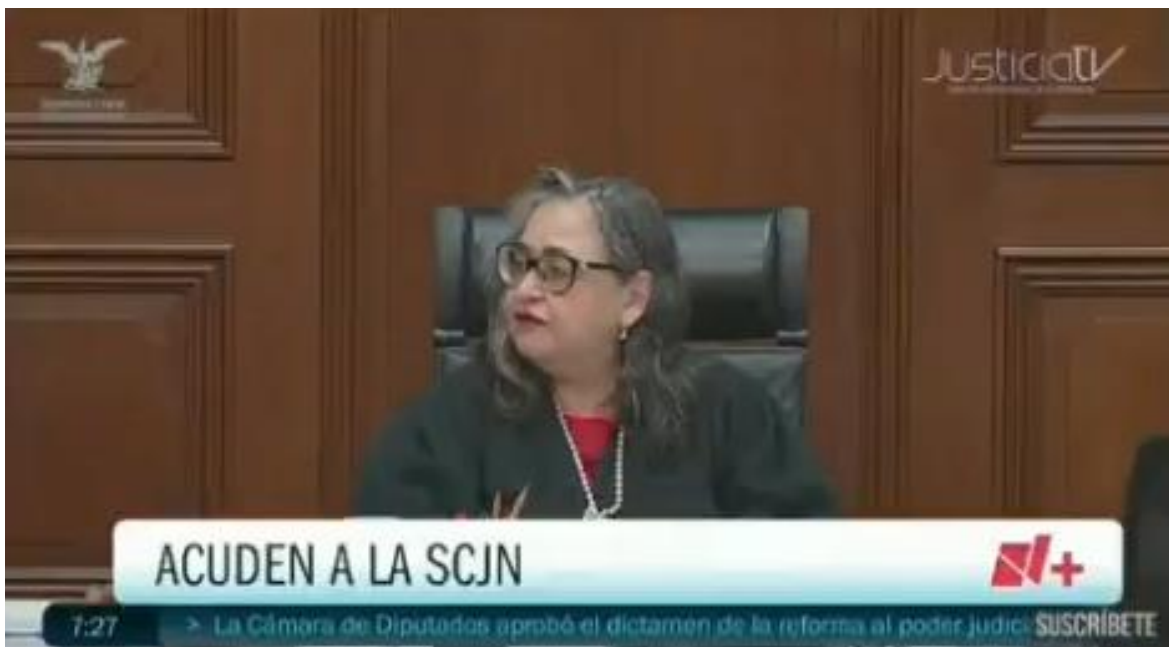 JUSTICIATV
ACUDEN A LA SCJN
N+
7:27
> La Cámara de Diputados aprobó el dictamen de la reforma al poder judic
SUSCRÍBETE